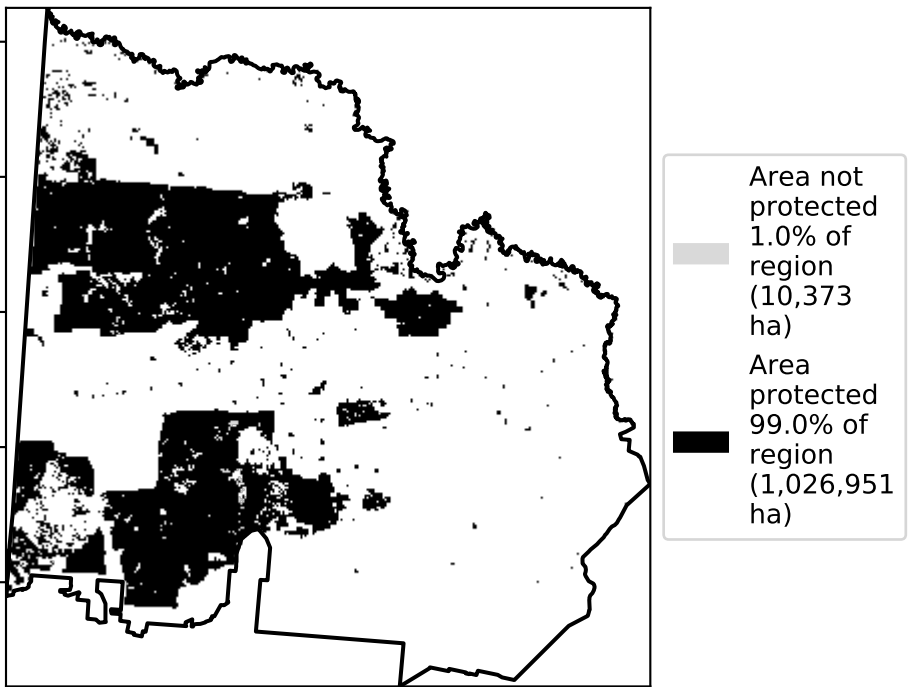 Area not
protected
1.0% of
region
(10,373
ha)
Area
protected
99.0% of
region
(1,026,951
ha)